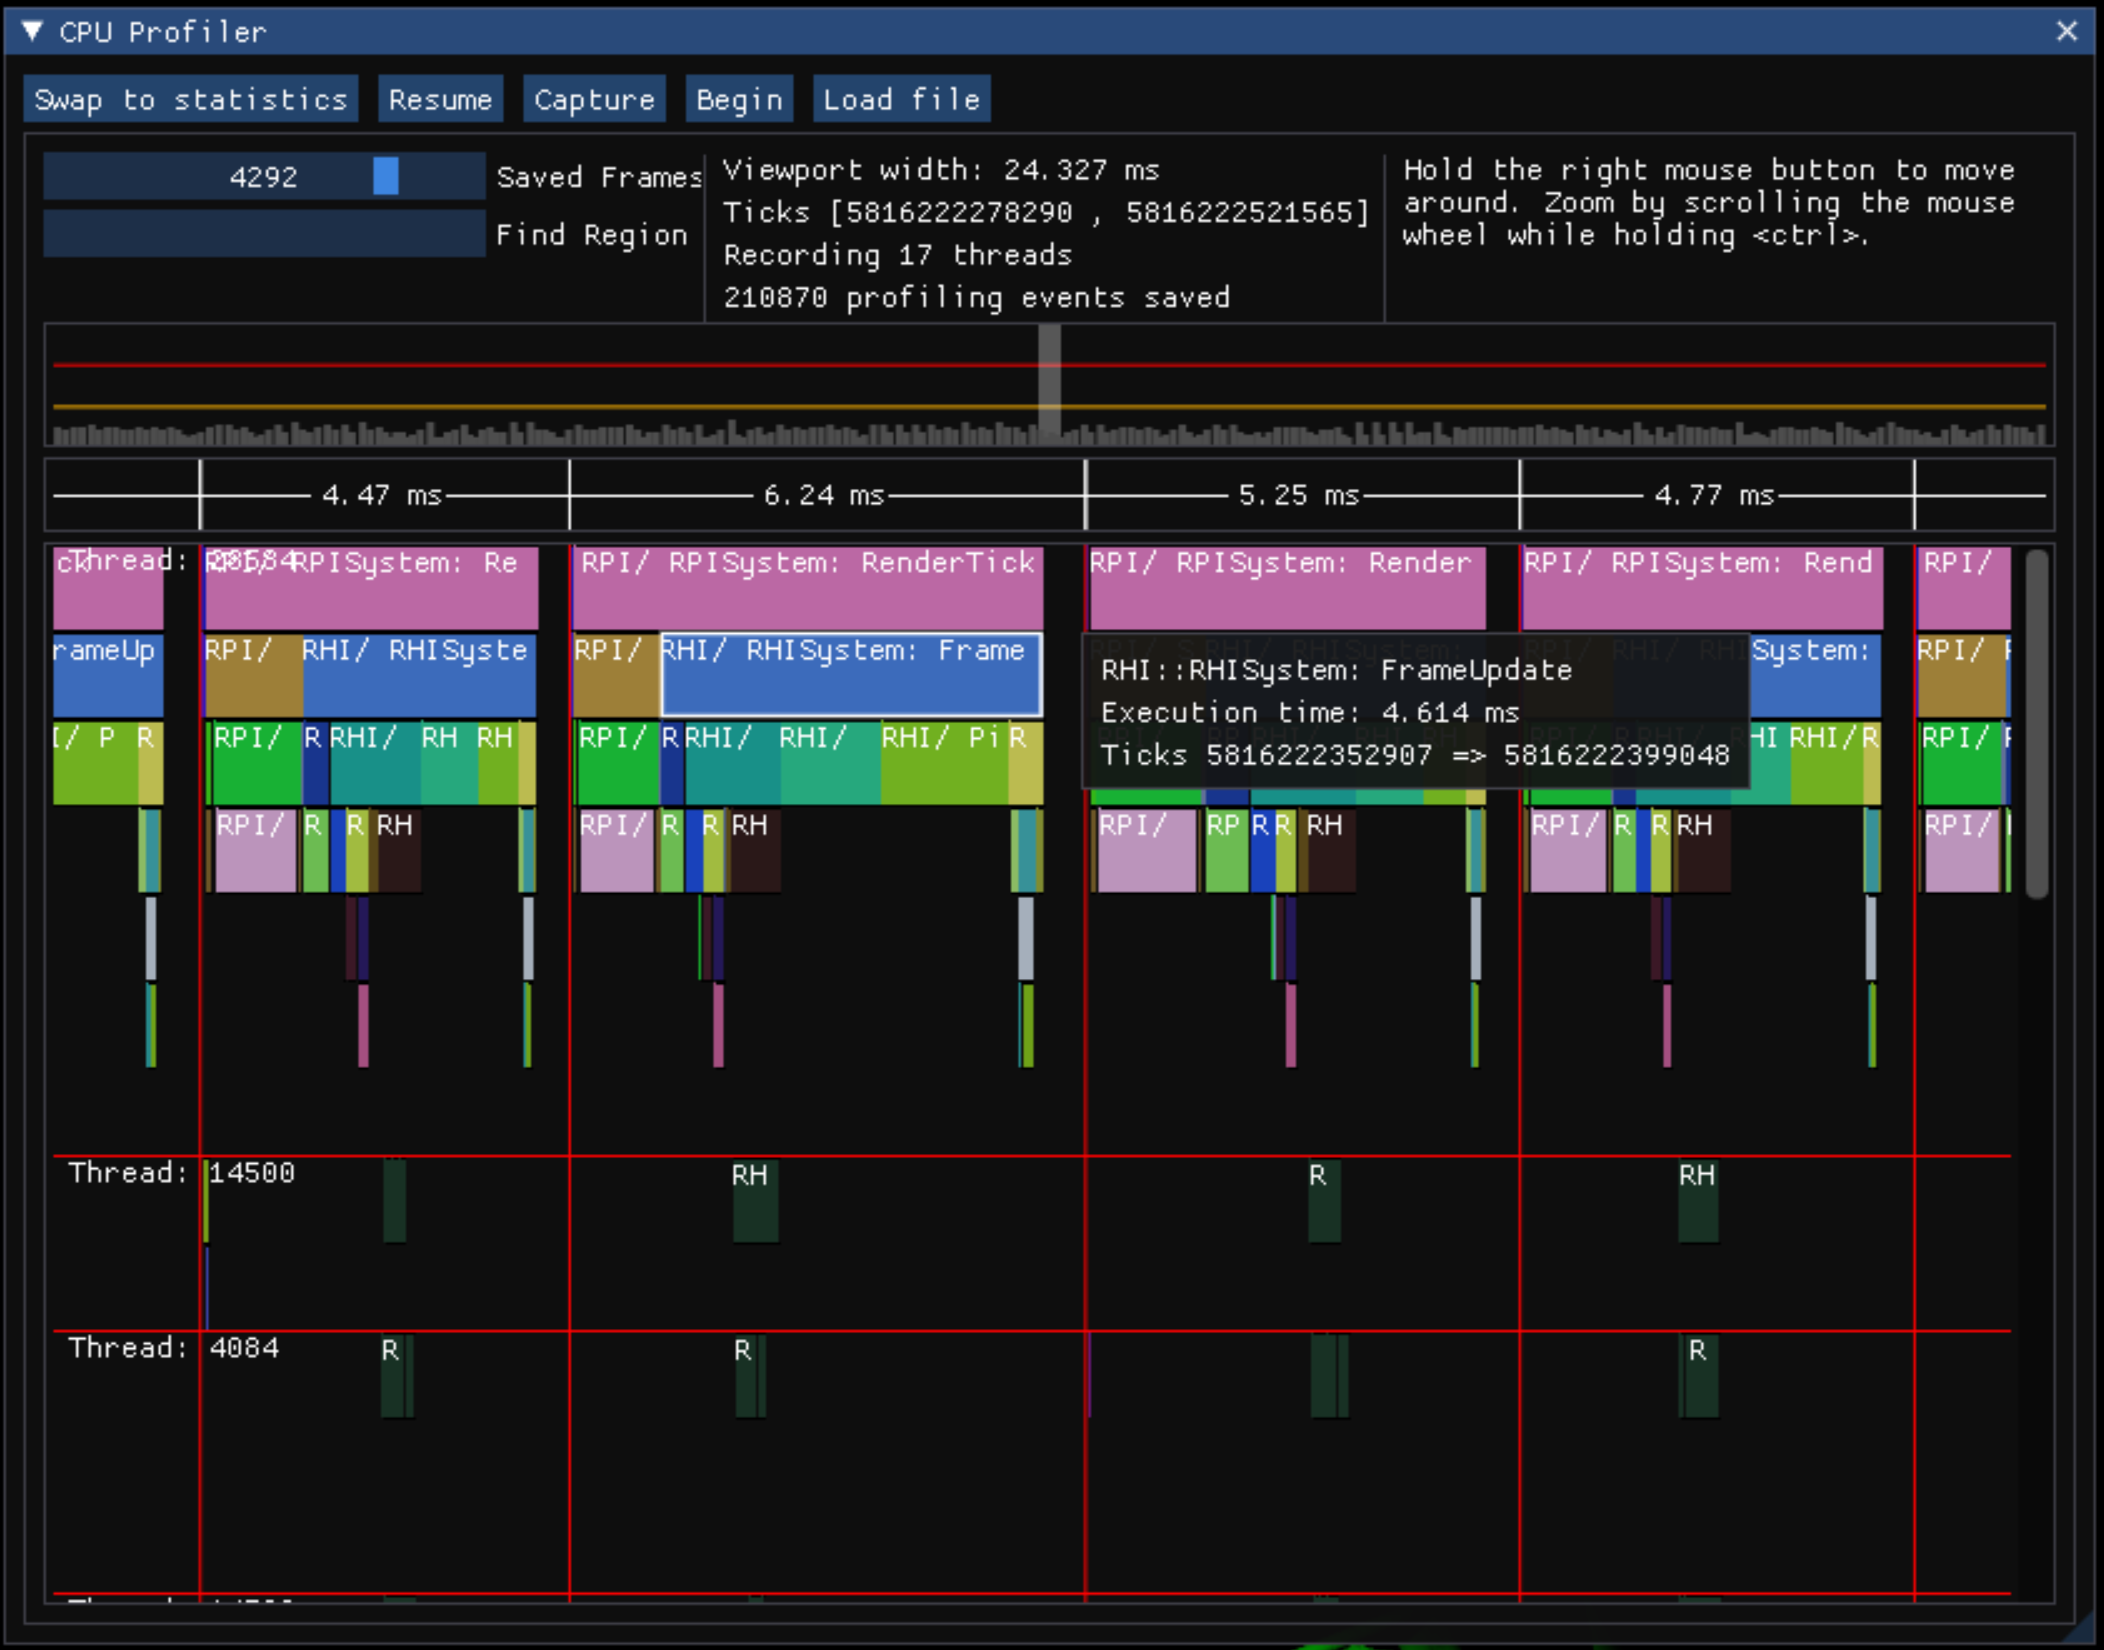 CPU Profiler
Swap to statistics Resume Capture Begin Load file
4292 Saved Frames
Find Region
Viewport width: 24.327 ms
Ticks [5816222278290 , 5816222521565]
Recording 17 threads
210870 profiling events saved
Hold the right mouse button to move
around. Zoom by scrolling the mouse
wheel while holding <ctrl>.
4.47 ms 6.24 ms 5.25 ms 4.77 ms
ck Thread: RPISystem: Re RPI/ RPISystem: RenderTick RPI/ RPISystem: Render RPI/ RPISystem: Rend RPI/
rameUp RPI/ RHI/ RHISyste RPI/ RHI/ RHISystem: Frame System: RPI/
RHI::RHISystem: FrameUpdate
Execution time: 4.614 ms
Ticks 5816222352907 => 5816222399048
I/ P R RPI/ R RHI/ RH RH RPI/ R RHI/ RHI/ RHI/ Pi R HI RHI/ R RPI/
RPI/ R R RH RPI/ R R RH RPI/ RP R R RH RPI/ R R RH RPI/
Thread: 14500 RH R RH
Thread: 4084 R R R